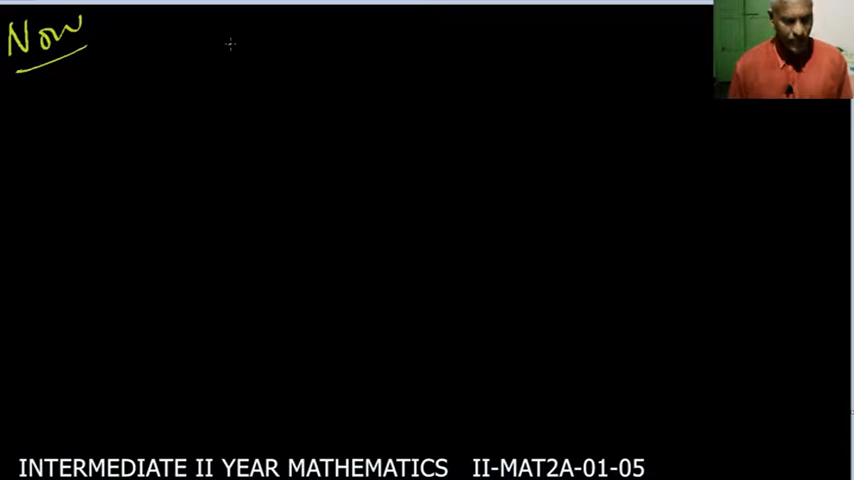 Now
INTERMEDIATE II YEAR MATHEMATICS II-MAT2A-01-05